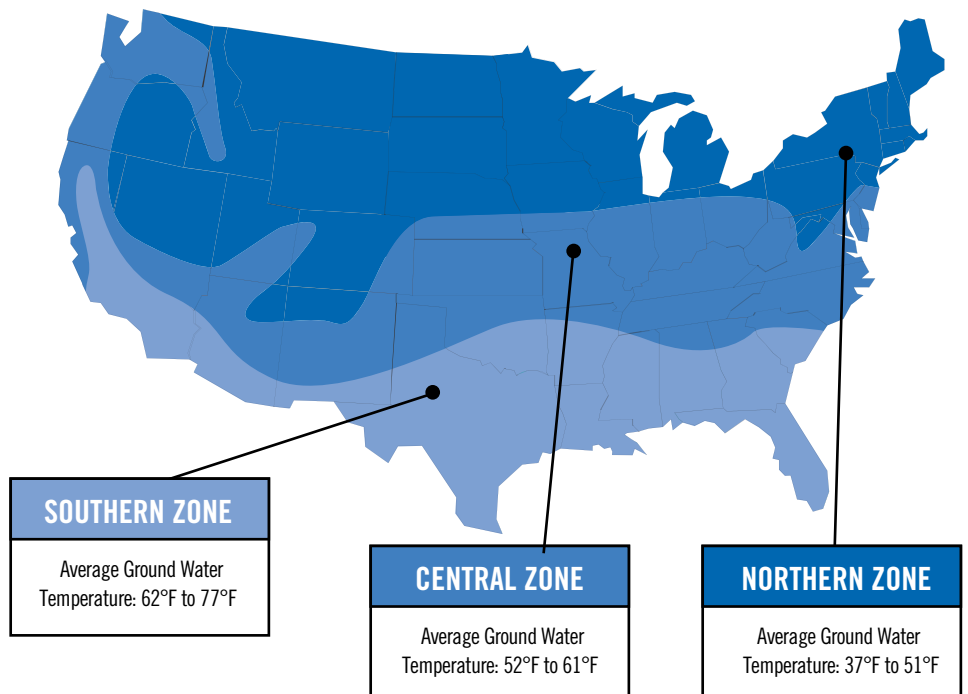 SOUTHERN ZONE
Average Ground Water
Temperature: 62°F to 77°F
CENTRAL ZONE
Average Ground Water
Temperature: 52°F to 61°F
NORTHERN ZONE
Average Ground Water
Temperature: 37°F to 51°F